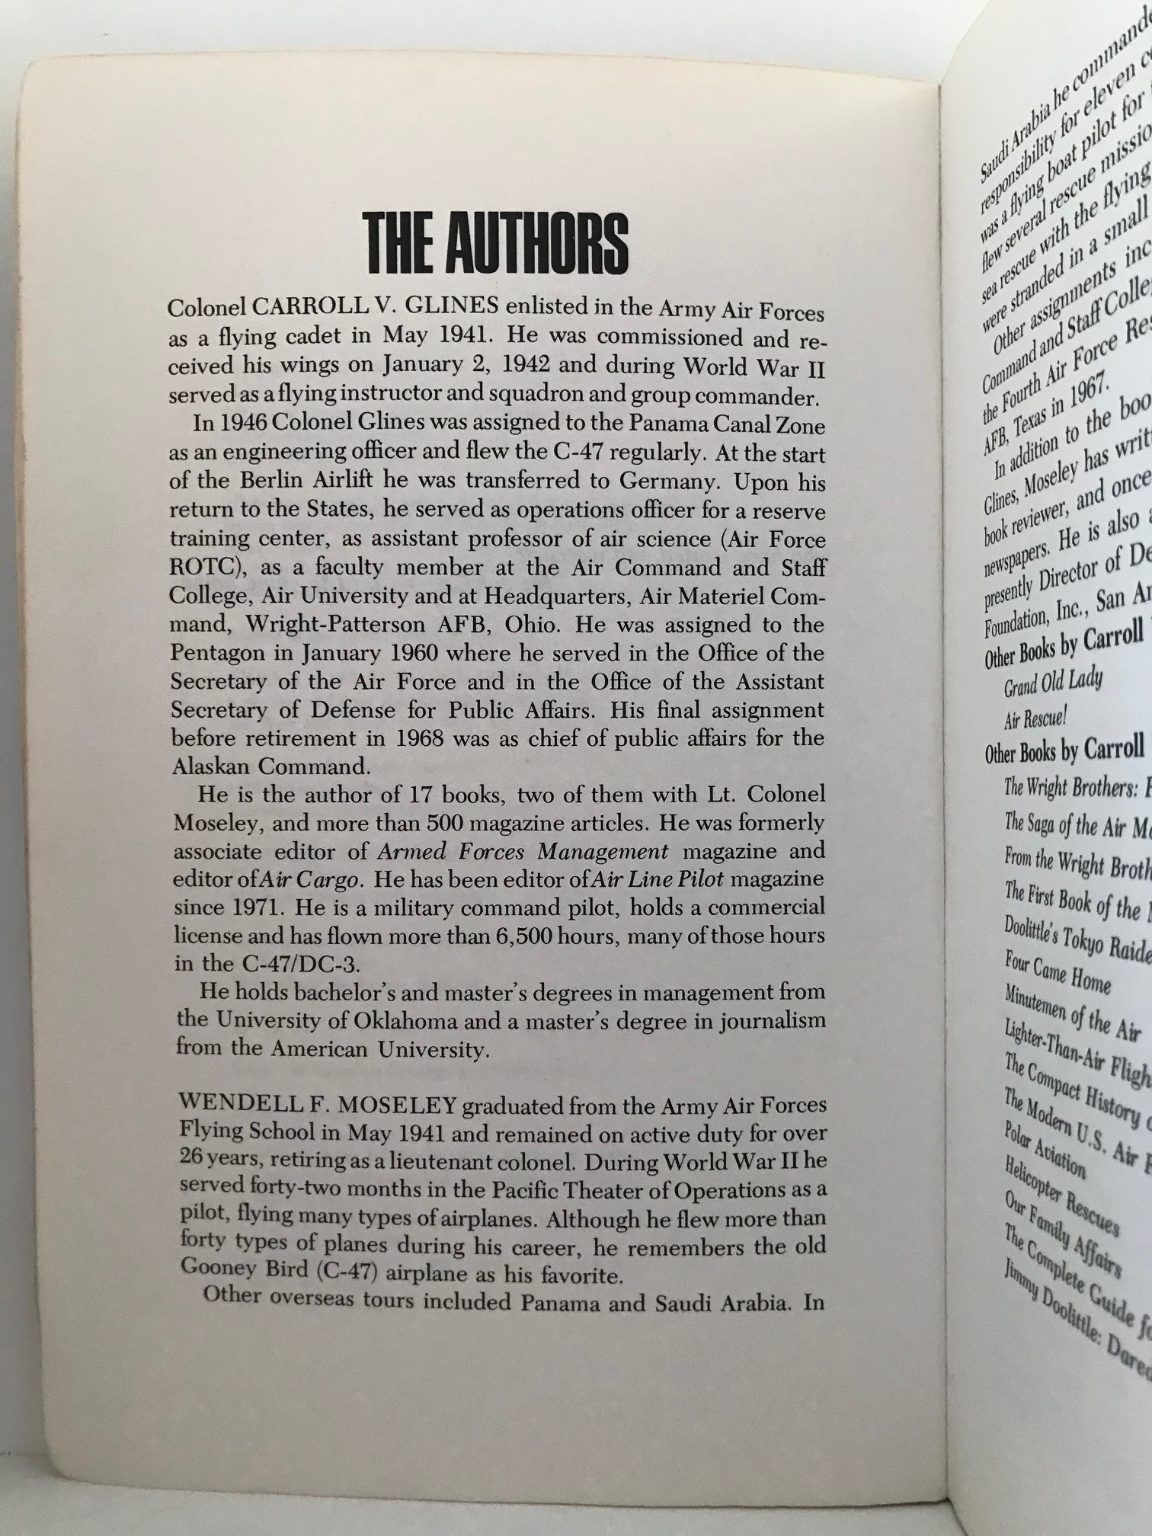 THE AUTHORS
Colonel CARROLL V. GLINES enlisted in the Army Air Forces
as a flying cadet in May 1941. He was commissioned and re-
ceived his wings on January 2, 1942 and during World War II
served as a flying instructor and squadron and group commander.
In 1946 Colonel Glines was assigned to the Panama Canal Zone
as an engineering officer and flew the C-47 regularly. At the start
of the Berlin Airlift he was transferred to Germany. Upon his
return to the States, he served as operations officer for a reserve
training center, as assistant professor of air science (Air Force
ROTC), as a faculty member at the Air Command and Staff
College, Air University and at Headquarters, Air Materiel Com-
mand, Wright-Patterson AFB, Ohio. He was assigned to the
Pentagon in January 1960 where he served in the Office of the
Secretary of the Air Force and in the Office of the Assistant
Secretary of Defense for Public Affairs. His final assignment
before retirement in 1968 was as chief of public affairs for the
Alaskan Command.
He is the author of 17 books, two of them with Lt. Colonel
Moseley, and more than 500 magazine articles. He was formerly
associate editor of Armed Forces Management magazine and
editor of Air Cargo. He has been editor of Air Line Pilot magazine
since 1971. He is a military command pilot, holds a commercial
license and has flown more than 6,500 hours, many of those hours
in the C-47/DC-3.
He holds bachelor's and master's degrees in management from
the University of Oklahoma and a master's degree in journalism
from the American University.
WENDELL F. MOSELEY graduated from the Army Air Forces
Flying School in May 1941 and remained on active duty for over
26 years, retiring as a lieutenant colonel. During World War II he
served forty-two months in the Pacific Theater of Operations as a
pilot, flying many types of airplanes. Although he flew more than
forty types of planes during his career, he remembers the old
Gooney Bird (C-47) airplane as his favorite.
Other overseas tours included Panama and Saudi Arabia. In
Saudi Arabia he
responsibility for eleven
was a flying boat pilot for
flew several rescue
sea rescue with the flying
were stranded in a small
Other assignments
Command and Staff
the Fourth Air Force
AFB, Texas in 1967.
In addition to the
Glines, Moseley has
book reviewer, and once
newspapers. He is also
presently Director of
Foundation, Inc., San
Other Books by Carroll
Grand Old Lady
Air Rescue!
Other Books by Carroll
The Wright Brothers:
The Saga of the Air
From the Wright
The First Book of the
Doolittle's Tokyo
Four Came Home
Minutemen of the Air
Lighter-Than-Air
The Compact History
The Modern U.S. Air
Polar Aviation
Helicopter Rescues
Our Family Affairs
The Complete Guide
Jimmy Doolittle: